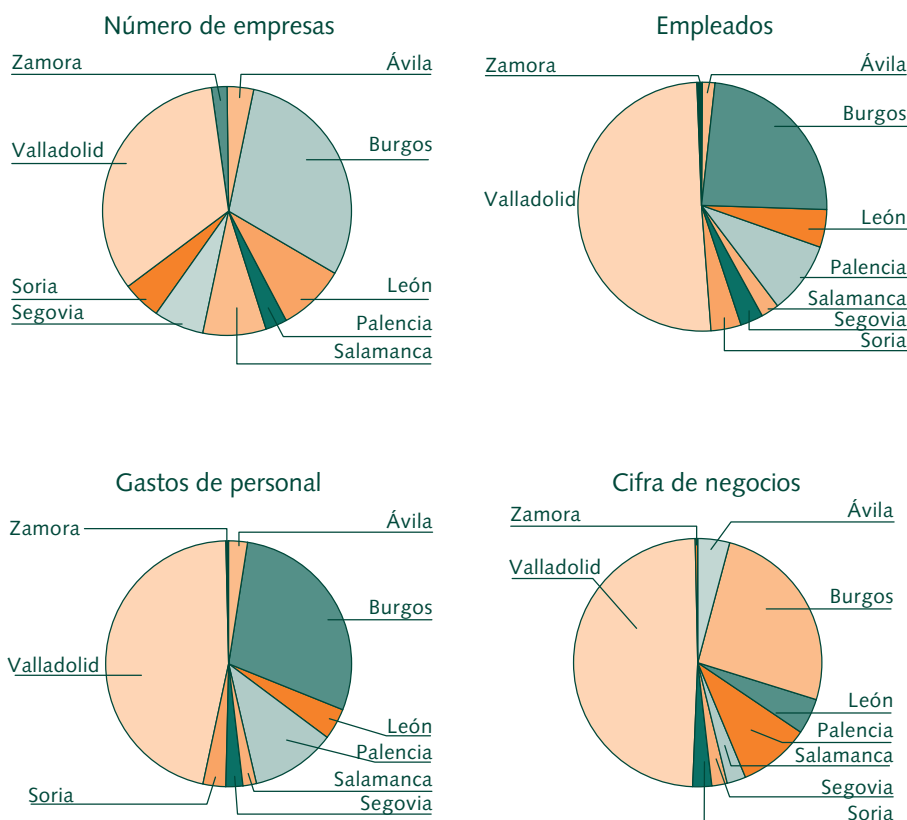 Número de empresas
Zamora
Ávila
Valladolid
Burgos
Soria
León
Segovia
Palencia
Salamanca
Empleados
Zamora
Ávila
Burgos
Valladolid
León
Palencia
Salamanca
Segovia
Soria
Gastos de personal
Zamora
Ávila
Burgos
Valladolid
León
Palencia
Salamanca
Soria
Segovia
Cifra de negocios
Zamora
Ávila
Valladolid
Burgos
León
Palencia
Salamanca
Segovia
Soria